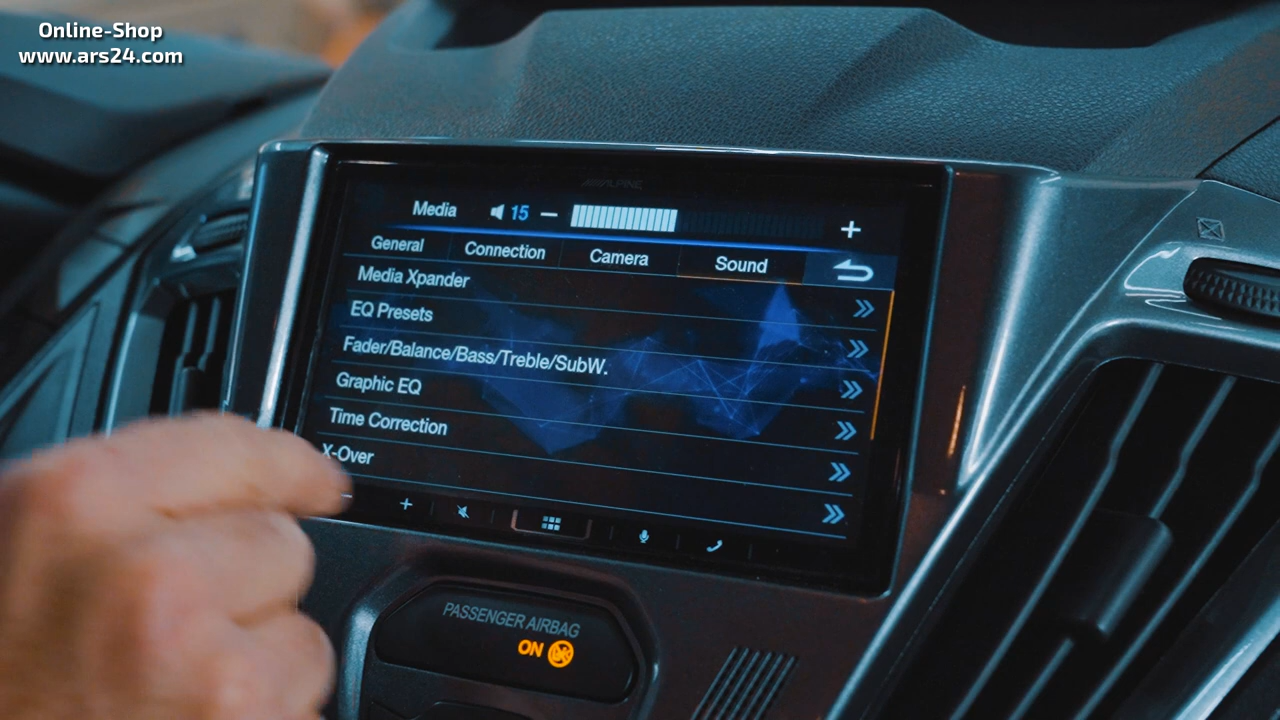 Online-Shop
www.ars24.com
ALPINE
Media 15
General Connection Camera Sound
Media Xpander
EQ Presets
Fader/Balance/Bass/Treble/SubW.
Graphic EQ
Time Correction
X-Over
PASSENGER AIRBAG
ON